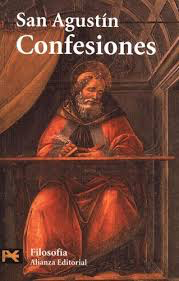 San Agustín
Confesiones
Filosofía
Alianza Editorial